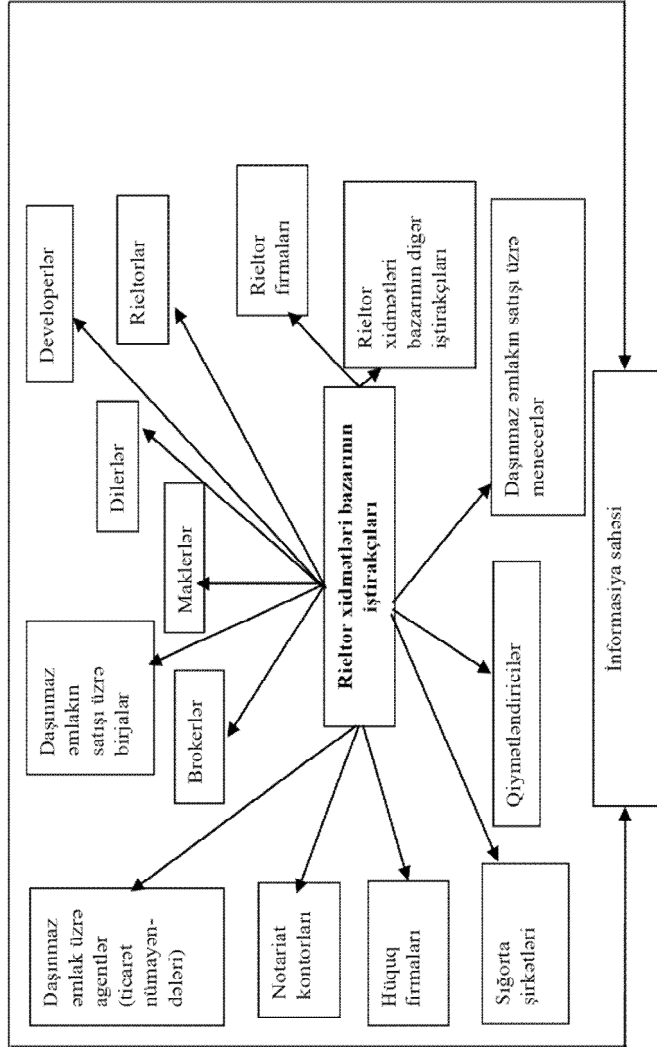 Daşınmaz
əmlak üzrə
agentlər
(ticarət
nümayən-
dələri)
Daşınmaz
əmlakın
satışı üzrə
birjalar
Developerlər
Dilerlər
Rieltorlar
Brokerlər
Maklerlər
Rieltor
firmaları
Notariat
kontorları
Rieltor xidmətləri bazarının
iştirakçıları
Rieltor
xidmətləri
bazarının digər
iştirakçıları
Hüquq
firmaları
Sığorta
şirkətləri
Qiymətləndiricilər
Daşınmaz əmlakın satışı üzrə
menecerlər
İnformasiya sahəsi